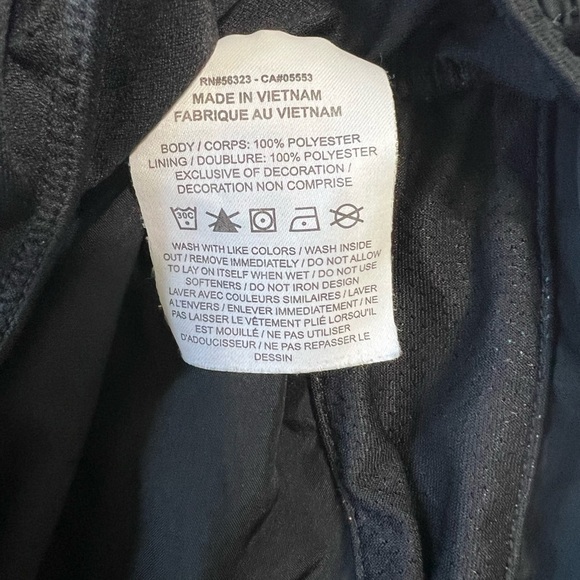 RN#56323 - CA#05553
MADE IN VIETNAM
FABRIQUE AU VIETNAM
BODY / CORPS: 100% POLYESTER
LINING / DOUBLURE: 100% POLYESTER
EXCLUSIVE OF DECORATION /
DECORATION NON COMPRISE
30C
WASH WITH LIKE COLORS / WASH INSIDE
OUT / REMOVE IMMEDIATELY / DO NOT ALLOW
TO LAY ON ITSELF WHEN WET / DO NOT USE
SOFTENERS / DO NOT IRON DESIGN
LAVER AVEC COULEURS SIMILAIRES / LAVER
A L'ENVERS / ENLEVER IMMEDIATEMENT / NE
PAS LAISSER LE VÊTEMENT PLIÉ LORSQU'IL
EST MOUILLÉ / NE PAS UTILISER
D'ADOUCISSEUR / NE PAS REPASSER LE
DESSIN